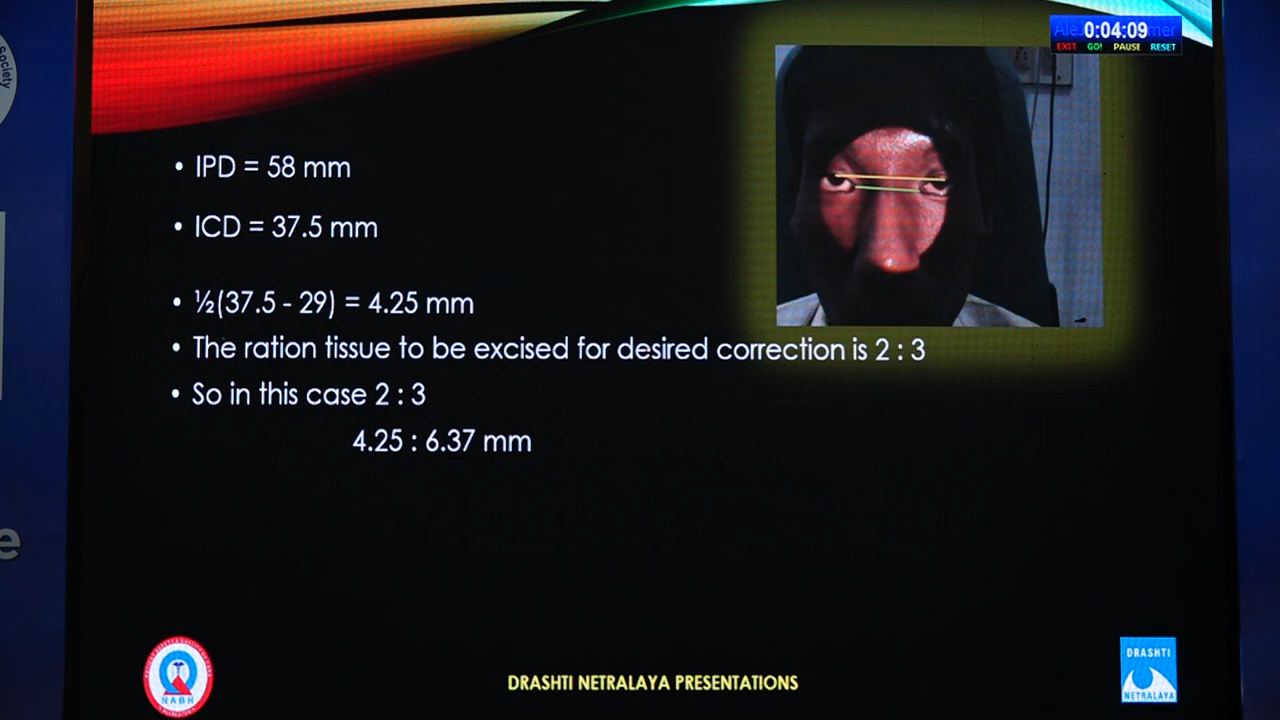 Society
0:04:09
EXIT GO! PAUSE RESET
• IPD = 58 mm
• ICD = 37.5 mm
• ½(37.5 - 29) = 4.25 mm
• The ration tissue to be excised for desired correction is 2 : 3
• So in this case 2 : 3
4.25 : 6.37 mm
e
NABH
DRASHTI NETRALAYA PRESENTATIONS
DRASHTI
NETRALAYA